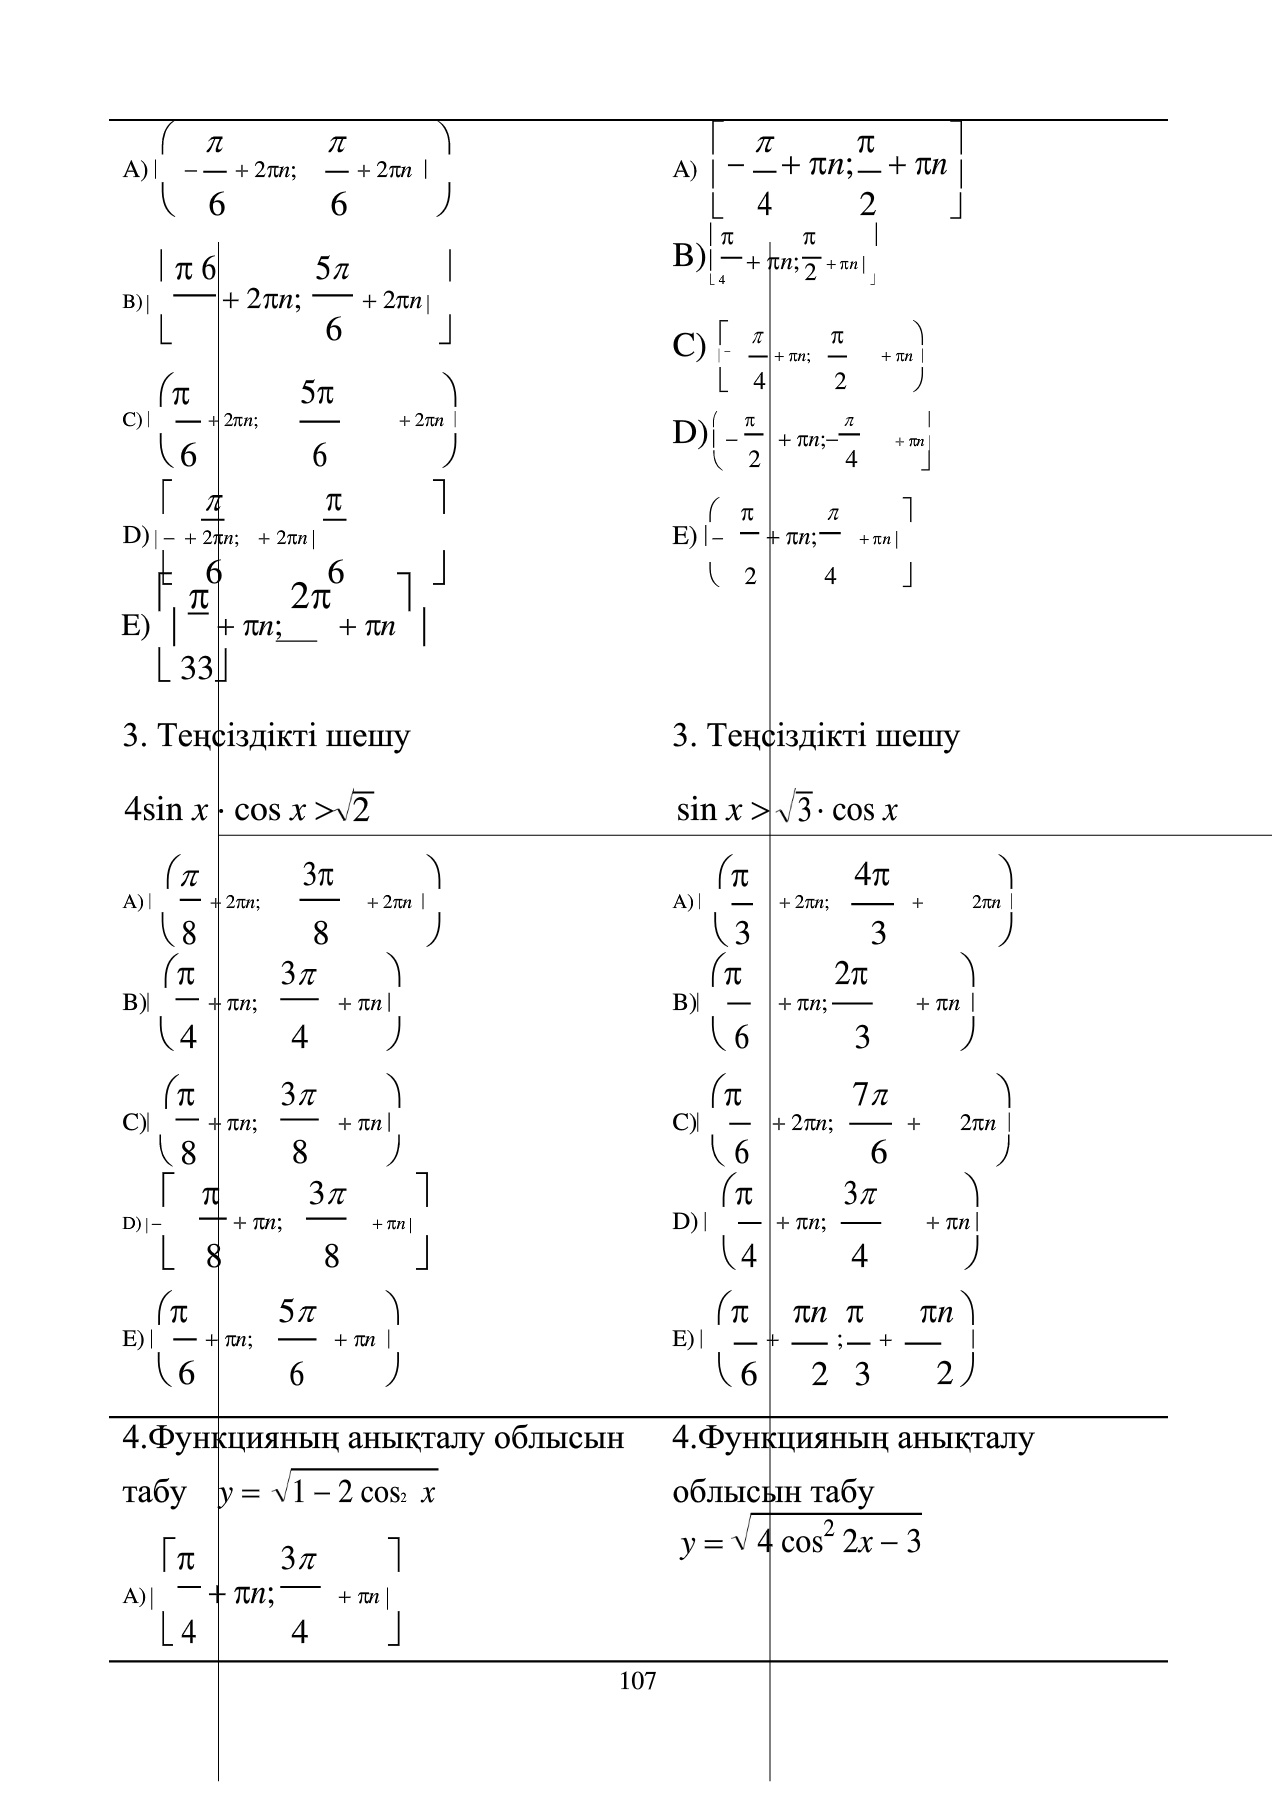 A) ( −π/6 + 2πn; π/6 + 2πn )
B) [ π/6 + 2πn; 5π/6 + 2πn ]
C) ( π/6 + 2πn; 5π/6 + 2πn )
D) [ −π/6 + 2πn; π/6 + 2πn ]
E) [ π/3 + πn; 2π/3 + πn ]
3. Теңсіздікті шешу
4sin x · cos x > √2
A) ( π/8 + 2πn; 3π/8 + 2πn )
B) ( π/4 + πn; 3π/4 + πn )
C) ( π/8 + πn; 3π/8 + πn )
D) [ −π/8 + πn; 3π/8 + πn ]
E) ( π/6 + πn; 5π/6 + πn )
4.Функцияның анықталу облысын
табу y = √(1 − 2 cos² x)
A) [ π/4 + πn; 3π/4 + πn ]
A) [ −π/4 + πn; π/2 + πn ]
B) [ π/4 + πn; π/2 + πn ]
C) [ −π/4 + πn; π/2 + πn )
D) ( −π/2 + πn; −π/4 + πn ]
E) ( −π/2 + πn; π/4 + πn ]
3. Теңсіздікті шешу
sin x > √3 · cos x
A) ( π/3 + 2πn; 4π/3 + 2πn )
B) ( π/6 + πn; 2π/3 + πn )
C) ( π/6 + 2πn; 7π/6 + 2πn )
D) ( π/4 + πn; 3π/4 + πn )
E) ( π/6 + πn/2 ; π/3 + πn/2 )
4.Функцияның анықталу
облысын табу
y = √(4 cos² 2x − 3)
107